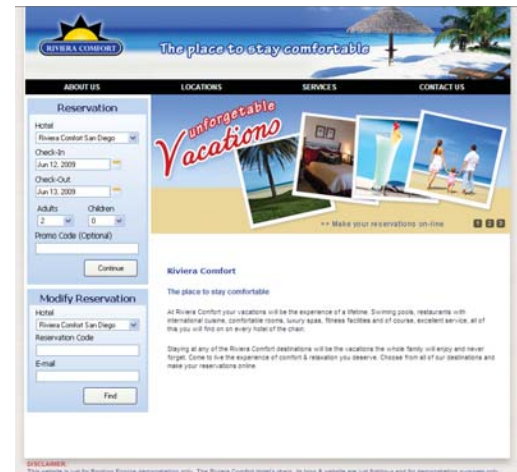 RIVIERA COMFORT
The place to stay comfortable
ABOUT US
LOCATIONS
SERVICES
CONTACT US
Reservation
Hotel
Riviera Comfort San Diego
Check-In
Jun 12, 2009
Check-Out
Jun 13, 2009
Adults
Children
2
0
Promo Code (Optional)
Continue
Modify Reservation
Hotel
Riviera Comfort San Diego
Reservation Code
E-mail
Find
unforgetable
Vacations
>> Make your reservations on-line
1 2 3
Riviera Comfort
The place to stay comfortable
At Riviera Comfort your vacations will be the experience of a lifetime. Swimming pools, restaurants with
international cuisine, comfortable rooms, luxury spas, fitness facilities and of course, excellent service, all of
this you will find on on every hotel of the chain.
Staying at any of the Riviera Comfort destinations will be the vacations the whole family will enjoy and never
forget. Come to live the experience of comfort & relaxation you deserve. Choose from all of our destinations and
make your reservations online
DISCLAIMER: